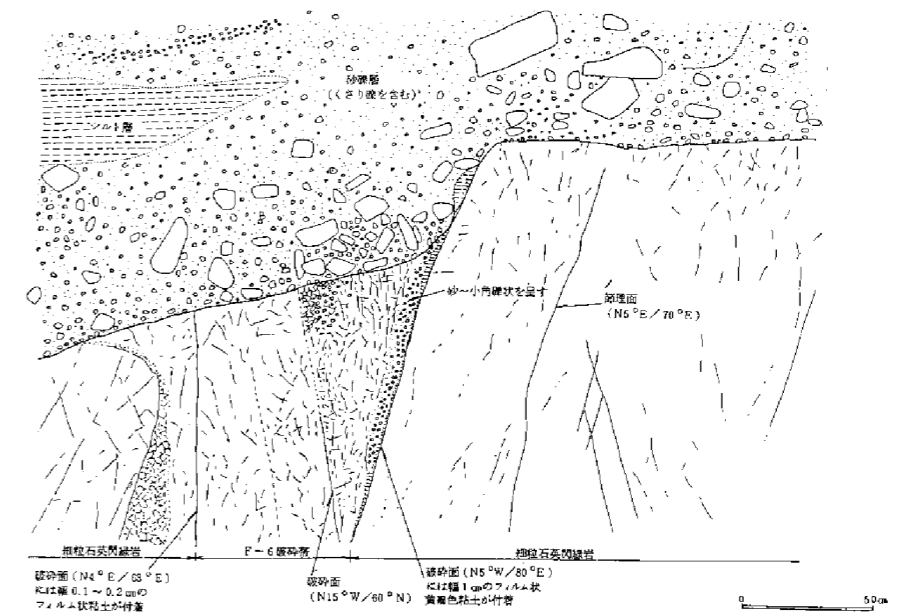 砂礫層
(くさり礫を含む)
シルト層
砂～小角礫状を呈す
節理面
(N5°E/70°E)
細粒石英閃緑岩
F-6破砕帯
細粒石英閃緑岩
破砕面(N4°E/63°E)
には幅0.1～0.2cmの
フィルム状粘土が付着
破砕面
(N15°W/60°N)
破砕面(N5°W/80°E)
には幅1cmのフィルム状
黄褐色粘土が付着
0
50cm